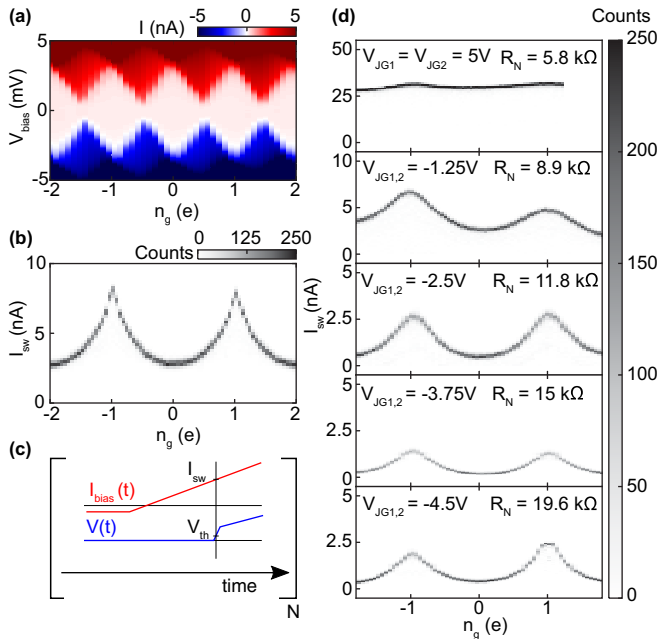 (a)
I (nA)
-5 0 5
5
0
-5
V_bias (mV)
-2 -1 0 1 2
n_g (e)
(b)
Counts
0 125 250
10
5
0
I_sw (nA)
-2 -1 0 1 2
n_g (e)
(c)
I_sw
I_bias (t)
V(t)
V_th
time
N
(d)
Counts
V_JG1 = V_JG2 = 5V R_N = 5.8 kΩ
50
25
0
V_JG1,2 = -1.25V R_N = 8.9 kΩ
10
5
0
V_JG1,2 = -2.5V R_N = 11.8 kΩ
5
2.5
0
I_sw (nA)
V_JG1,2 = -3.75V R_N = 15 kΩ
5
2.5
0
V_JG1,2 = -4.5V R_N = 19.6 kΩ
5
2.5
0
-1 0 1
n_g (e)
250
200
150
100
50
0